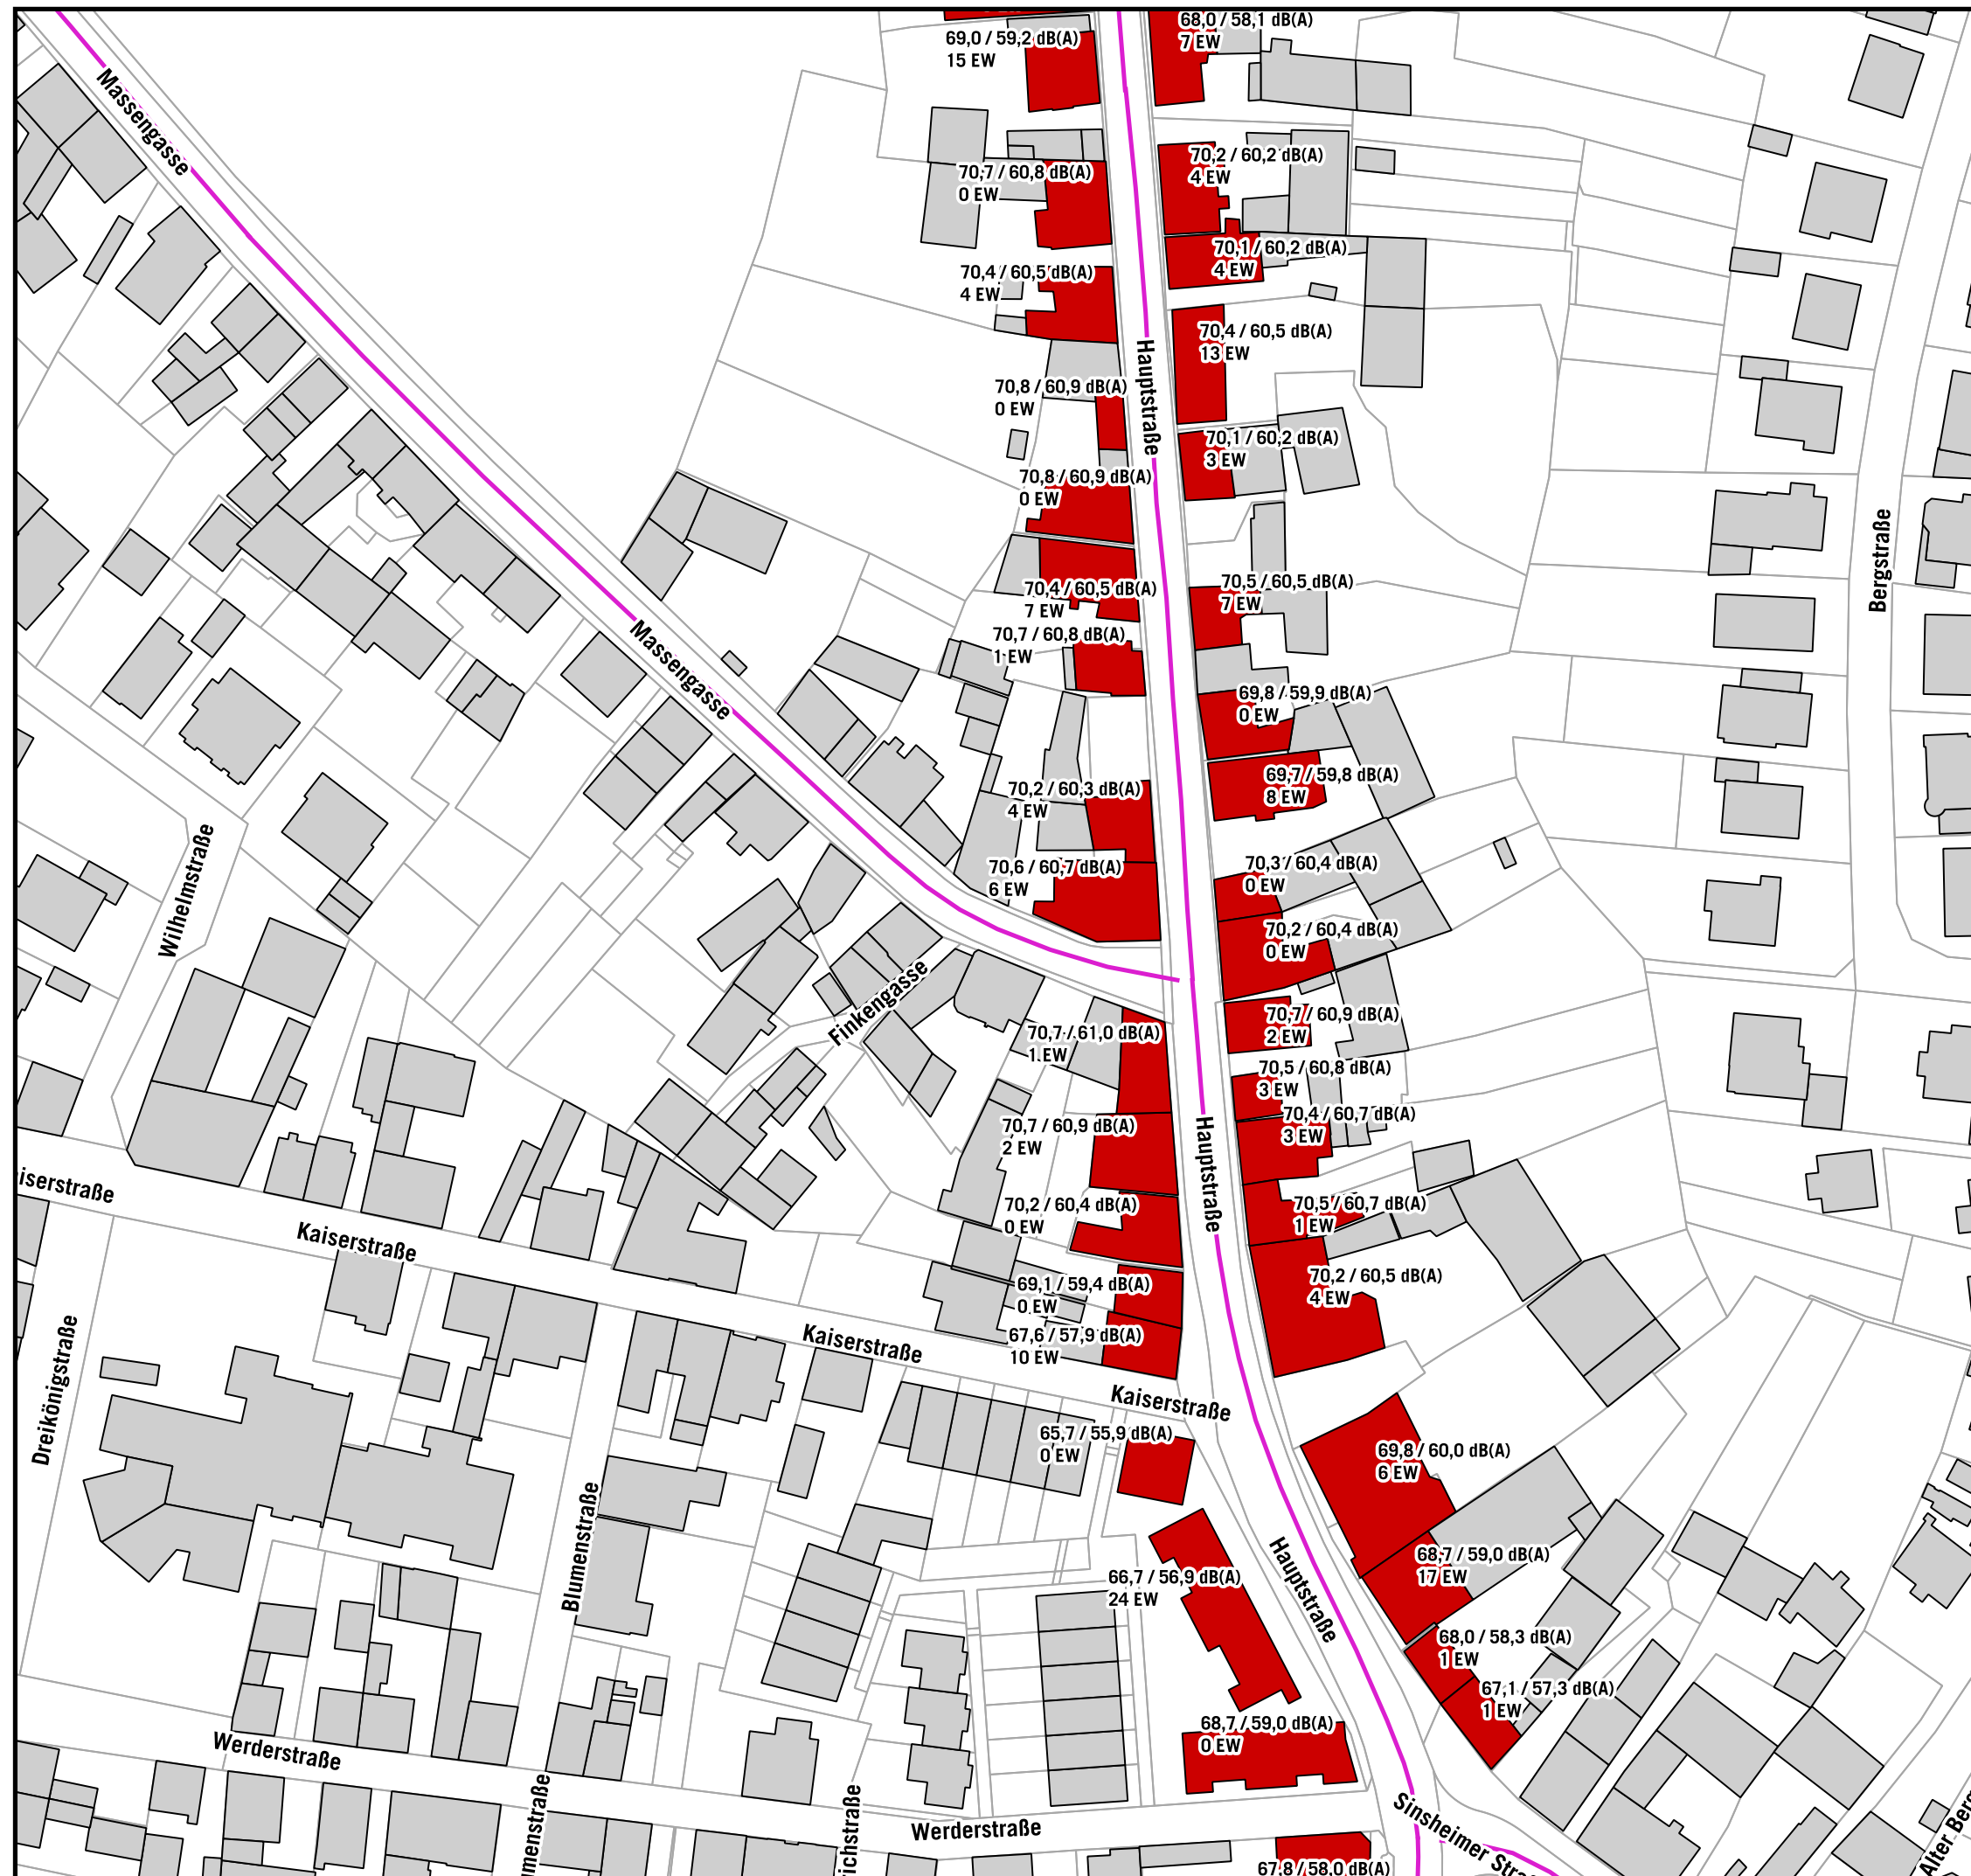 68,0 / 58,1 dB(A)
7 EW
69,0 / 59,2 dB(A)
15 EW
Massengasse
70,2 / 60,2 dB(A)
4 EW
70,7 / 60,8 dB(A)
0 EW
70,1 / 60,2 dB(A)
4 EW
70,4 / 60,5 dB(A)
4 EW
70,4 / 60,5 dB(A)
13 EW
Hauptstraße
70,8 / 60,9 dB(A)
0 EW
70,1 / 60,2 dB(A)
3 EW
70,8 / 60,9 dB(A)
0 EW
Bergstraße
70,4 / 60,5 dB(A)
7 EW
70,5 / 60,5 dB(A)
7 EW
70,7 / 60,8 dB(A)
1 EW
Massengasse
69,8 / 59,9 dB(A)
0 EW
69,7 / 59,8 dB(A)
8 EW
70,2 / 60,3 dB(A)
4 EW
Wilhelmstraße
70,6 / 60,7 dB(A)
6 EW
70,3 / 60,4 dB(A)
0 EW
70,2 / 60,4 dB(A)
0 EW
Finkengasse
70,7 / 60,9 dB(A)
2 EW
70,7 / 61,0 dB(A)
1 EW
70,5 / 60,8 dB(A)
3 EW
70,4 / 60,7 dB(A)
3 EW
70,7 / 60,9 dB(A)
2 EW
Hauptstraße
iserstraße
70,2 / 60,4 dB(A)
0 EW
70,5 / 60,7 dB(A)
1 EW
Kaiserstraße
69,1 / 59,4 dB(A)
0 EW
70,2 / 60,5 dB(A)
4 EW
Kaiserstraße
67,6 / 57,9 dB(A)
10 EW
Dreikönigstraße
Kaiserstraße
65,7 / 55,9 dB(A)
0 EW
69,8 / 60,0 dB(A)
6 EW
Blumenstraße
Hauptstraße
68,7 / 59,0 dB(A)
17 EW
66,7 / 56,9 dB(A)
24 EW
68,0 / 58,3 dB(A)
1 EW
67,1 / 57,3 dB(A)
1 EW
68,7 / 59,0 dB(A)
0 EW
Werderstraße
Werderstraße
umenstraße
ichstraße
Sinsheimer Straß
Alter Berg
67,8 / 58,0 dB(A)